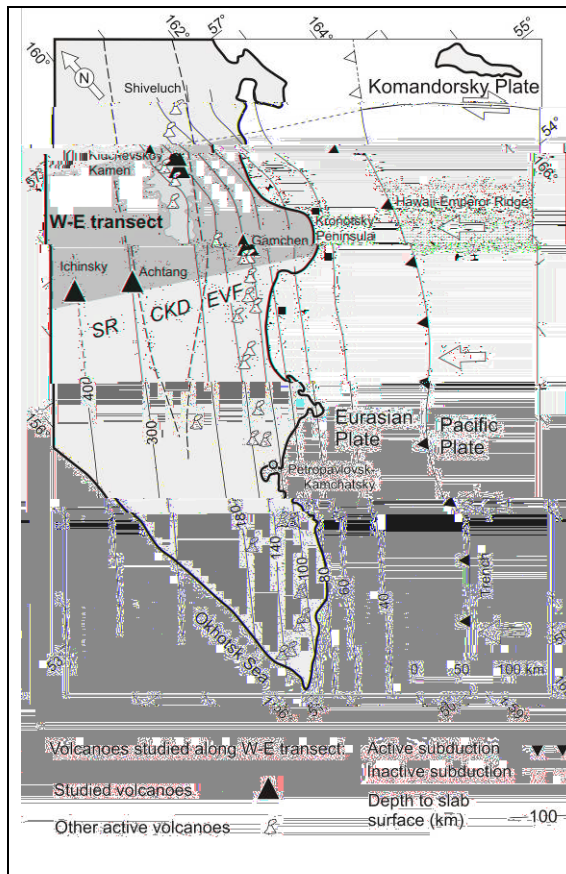 160°
162°
57°
164°
55°
N
Shiveluch
Komandorsky Plate
54°
Kliuchevskoy
Kamen
166°
Hawaii-Emperor Ridge
W-E transect
Kronotsky
Peninsula
Gamchen
Ichinsky
Achtang
SR
CKD
EVF
400
300
Eurasian
Plate
Pacific
Plate
Petropavlovsk-
Kamchatsky
180
140
100
80
60
40
Trench
Okhotsk Sea
0 50 100 km
Volcanoes studied along W-E transect:
Active subduction
Inactive subduction
Studied volcanoes
Depth to slab
surface (km)
100
Other active volcanoes